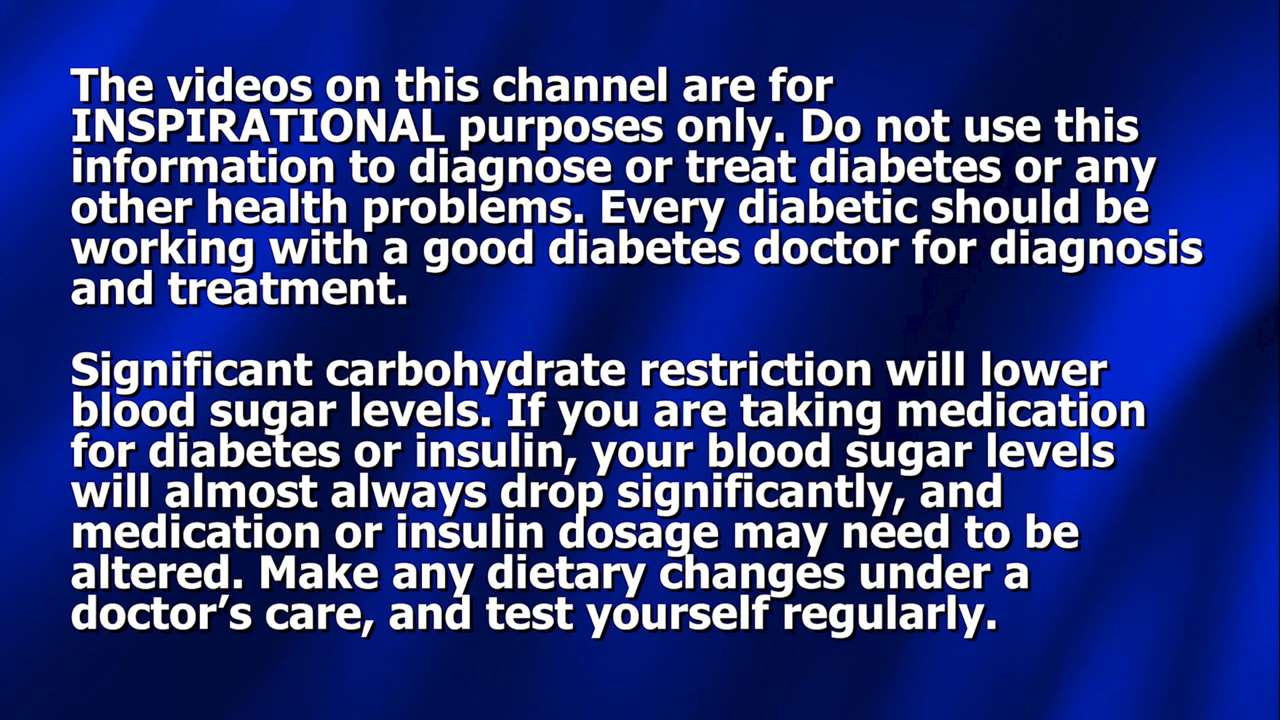 The videos on this channel are for
INSPIRATIONAL purposes only. Do not use this
information to diagnose or treat diabetes or any
other health problems. Every diabetic should be
working with a good diabetes doctor for diagnosis
and treatment.
Significant carbohydrate restriction will lower
blood sugar levels. If you are taking medication
for diabetes or insulin, your blood sugar levels
will almost always drop significantly, and
medication or insulin dosage may need to be
altered. Make any dietary changes under a
doctor’s care, and test yourself regularly.